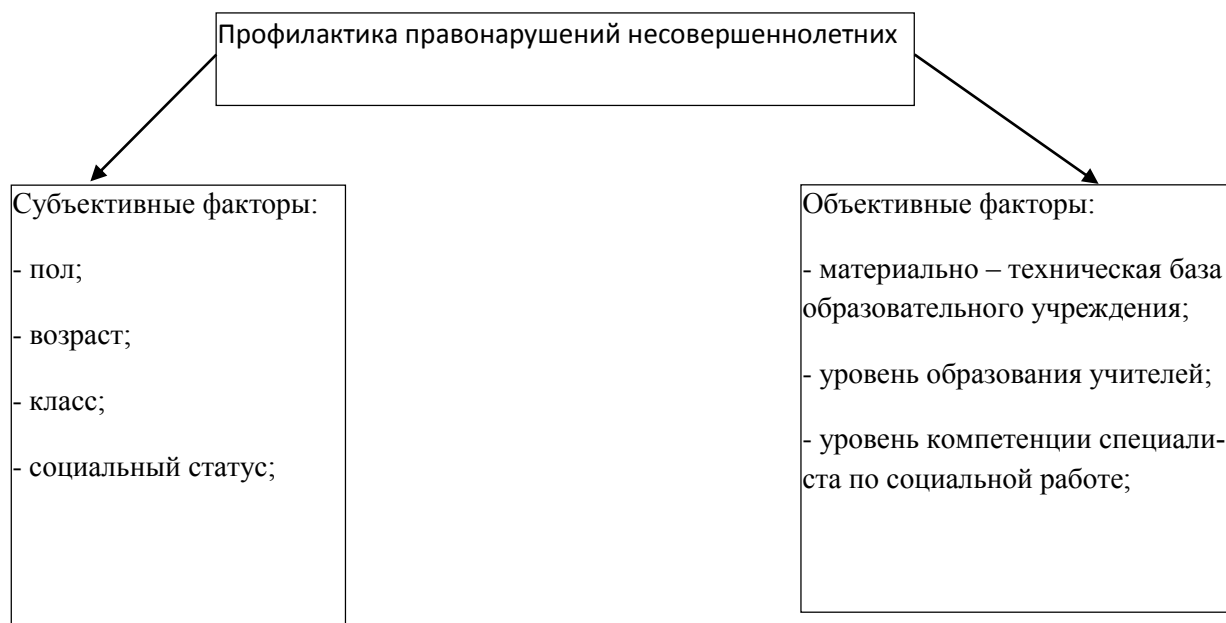 Профилактика правонарушений несовершеннолетних
Субъективные факторы:
- пол;
- возраст;
- класс;
- социальный статус;
Объективные факторы:
- материально – техническая база
образовательного учреждения;
- уровень образования учителей;
- уровень компетенции специали-
ста по социальной работе;